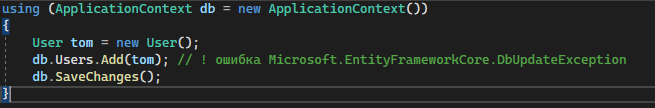 using (ApplicationContext db = new ApplicationContext())
{
User tom = new User();
db.Users.Add(tom); // ! ошибка Microsoft.EntityFrameworkCore.DbUpdateException
db.SaveChanges();
}